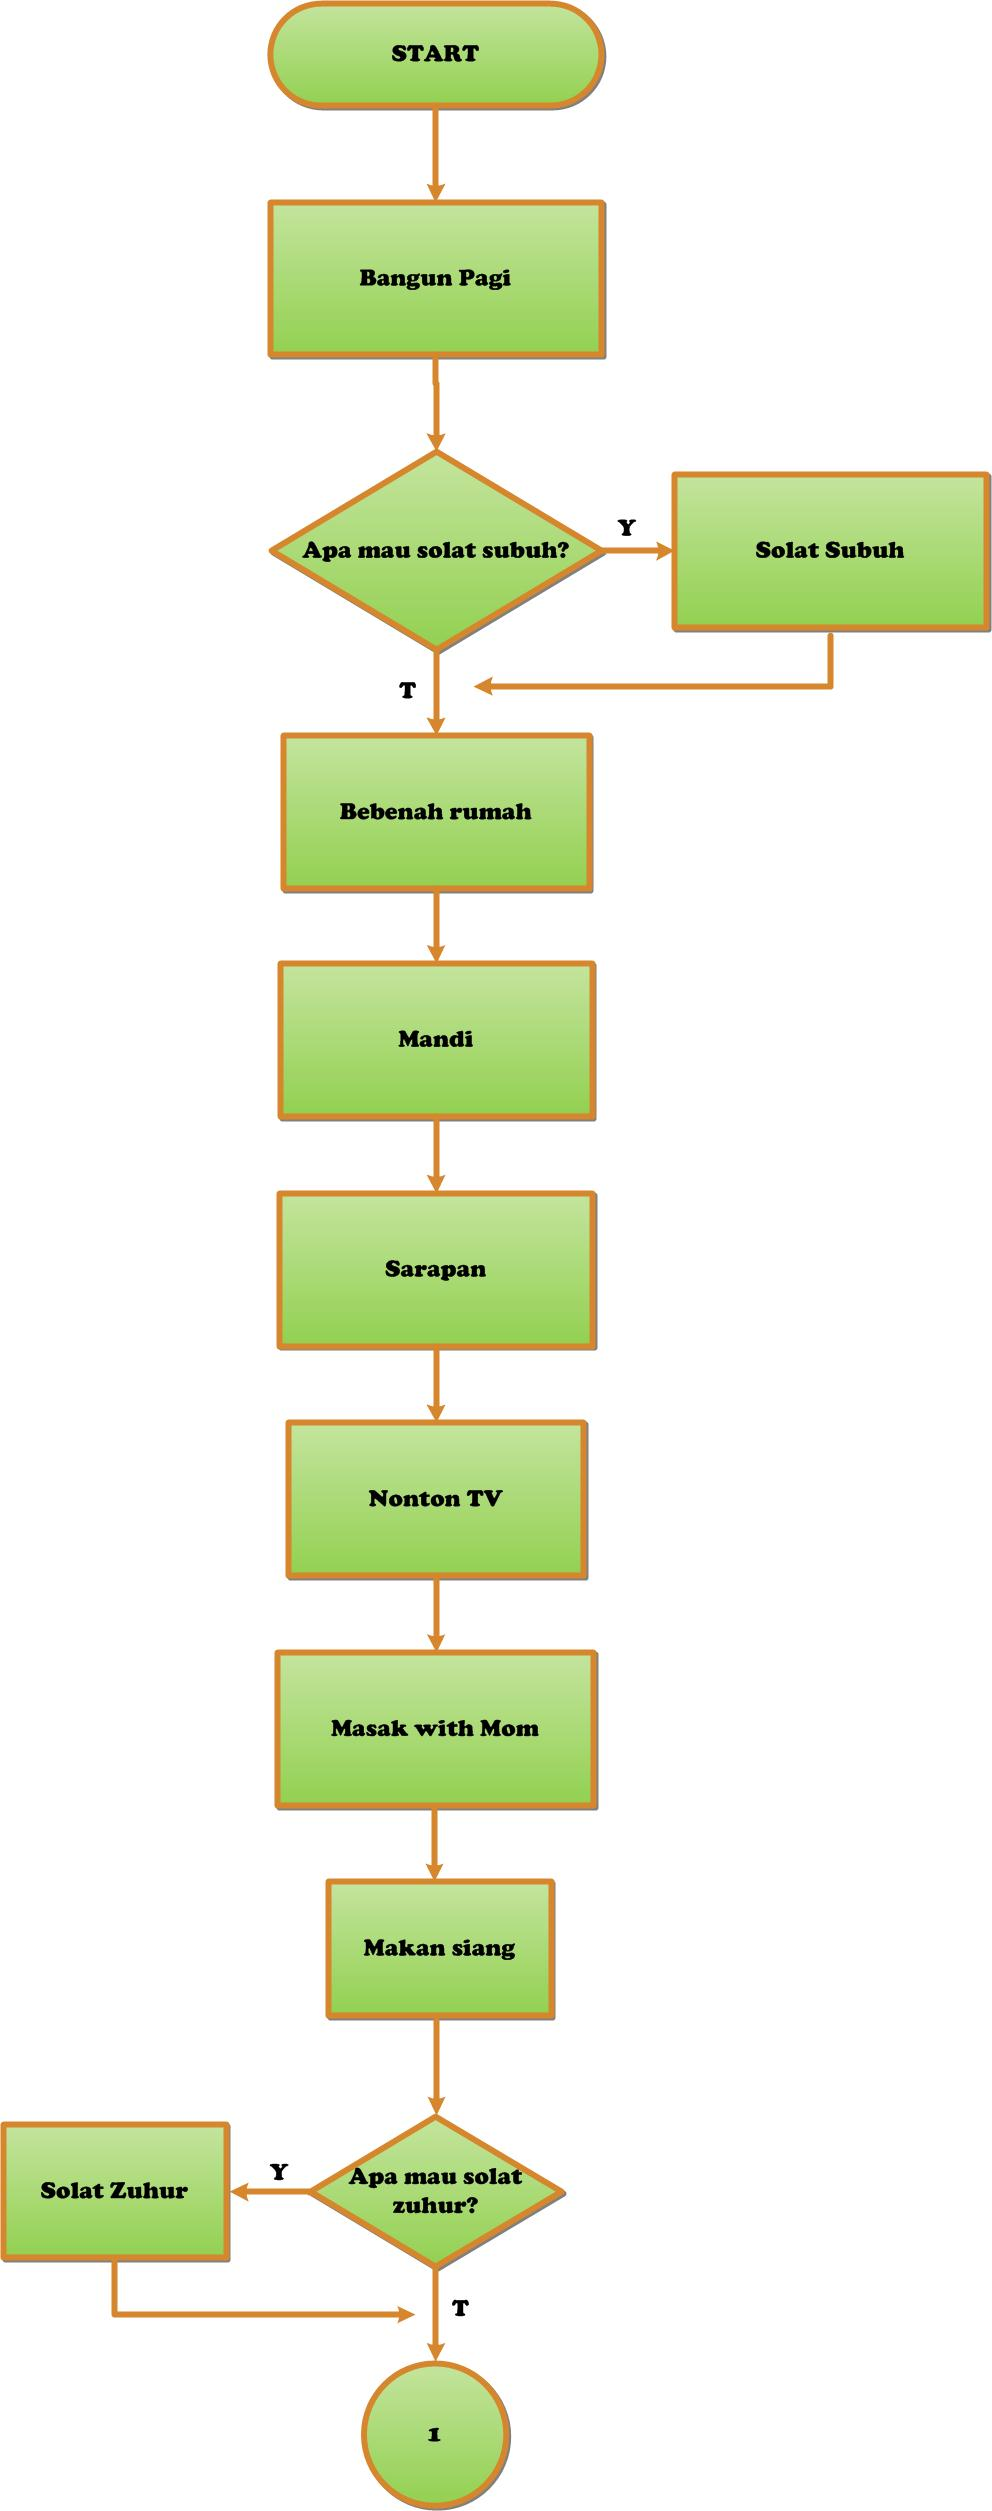 START
Bangun Pagi
Apa mau solat subuh?
Y
Solat Subuh
T
Bebenah rumah
Mandi
Sarapan
Nonton TV
Masak with Mom
Makan siang
Apa mau solat
zuhur?
Y
Solat Zuhur
T
1